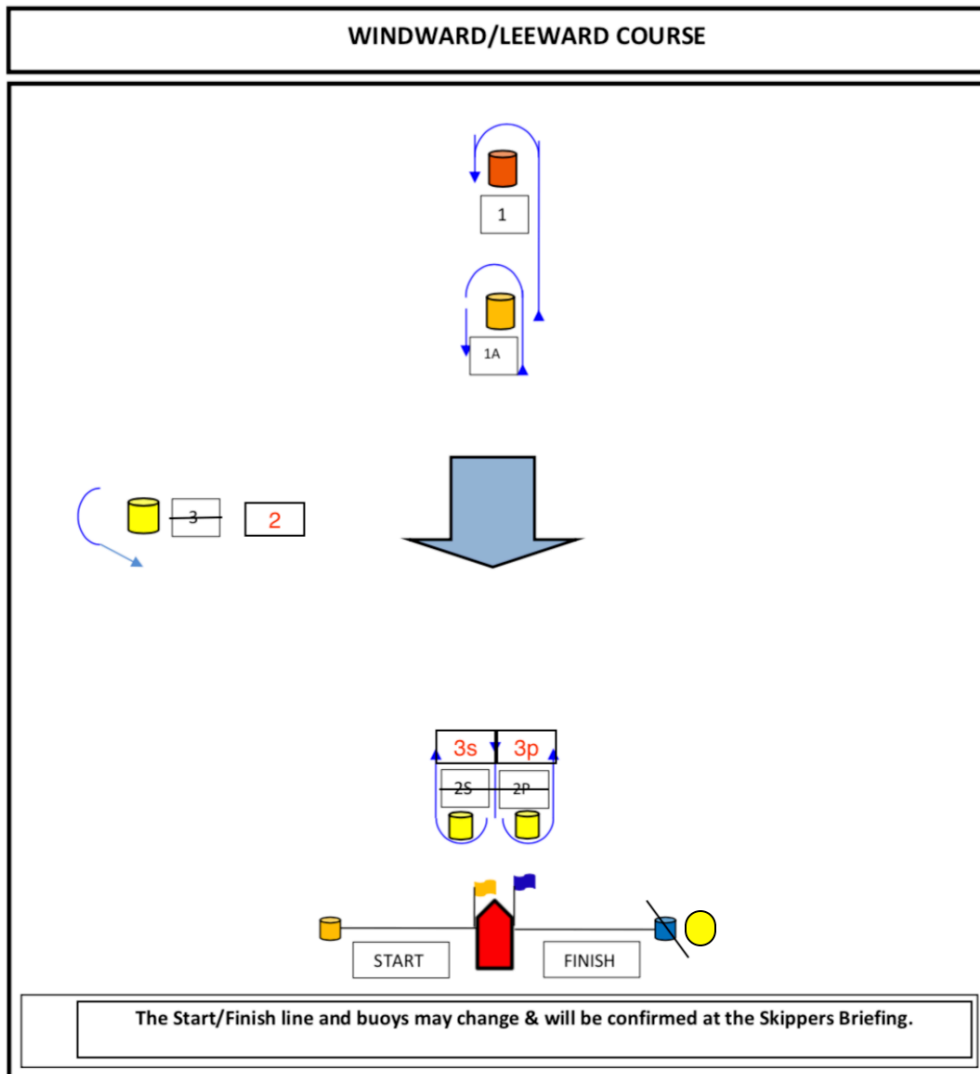 WINDWARD/LEEWARD COURSE
1
1A
3 2
3s 3p
2S 2P
START FINISH
The Start/Finish line and buoys may change & will be confirmed at the Skippers Briefing.